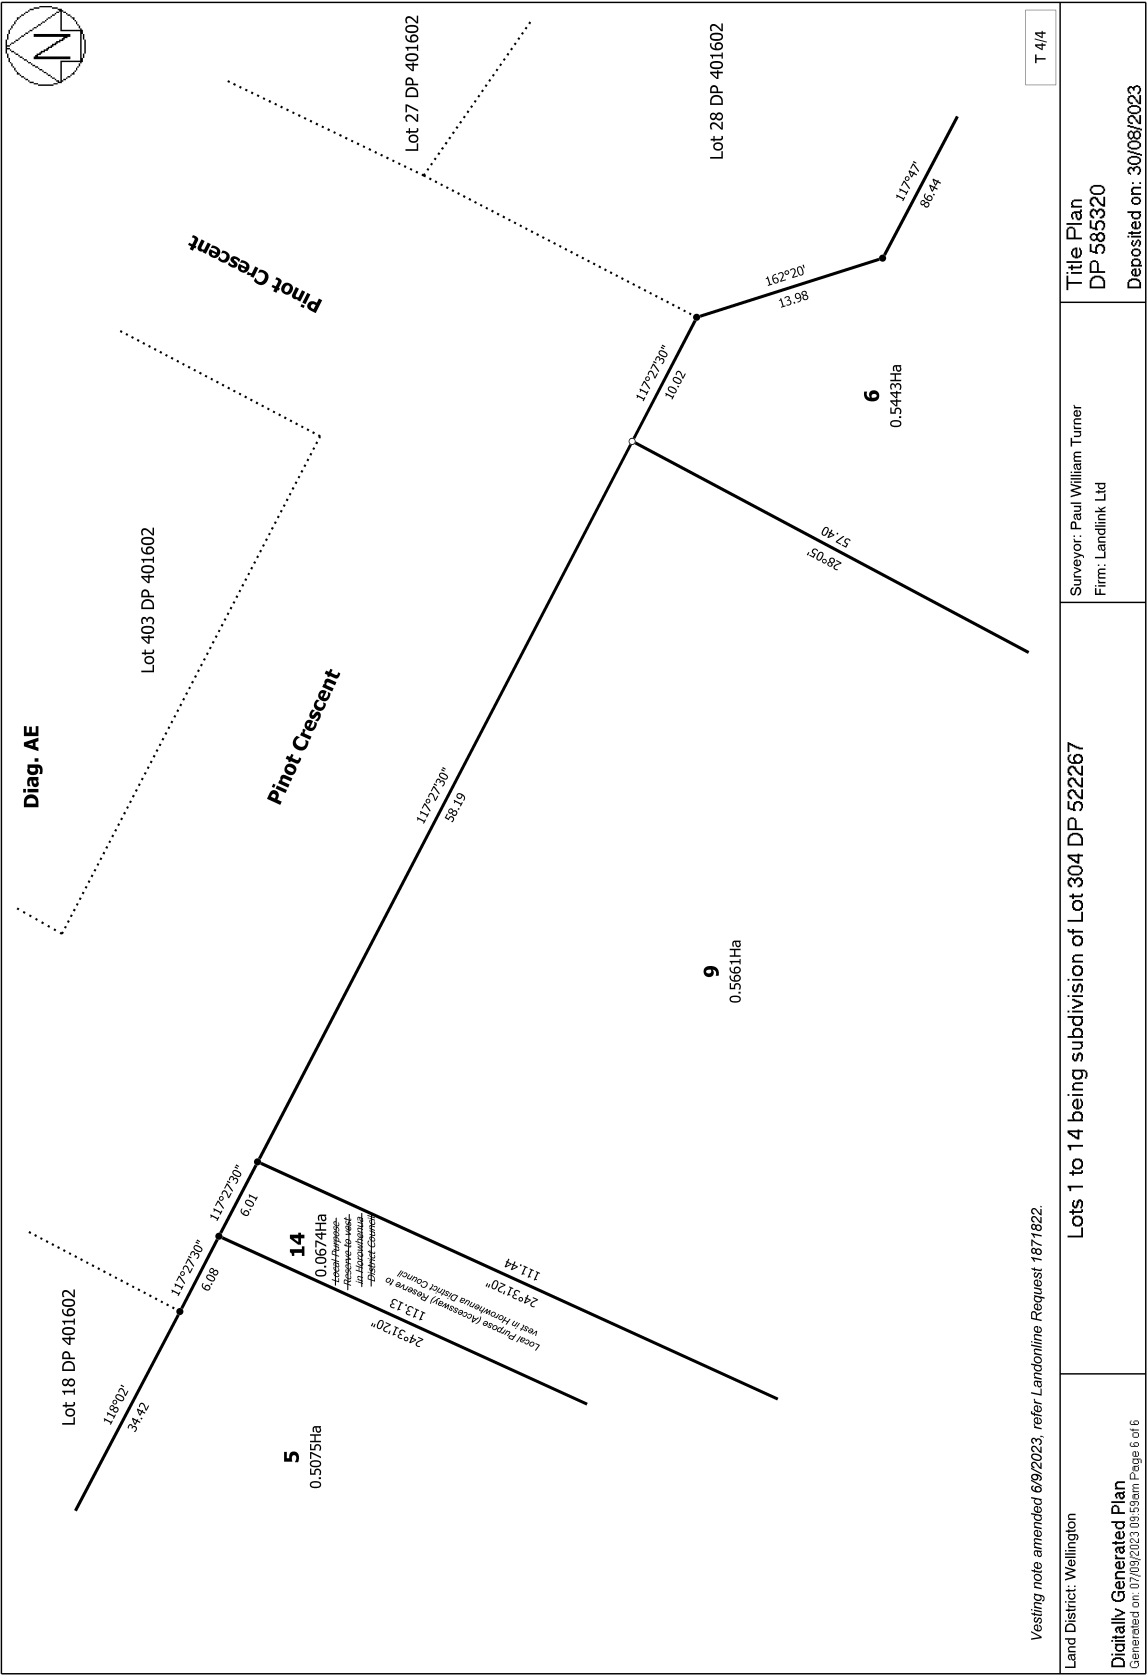 N
Diag. AE
T 4/4
Lot 18 DP 401602
Lot 403 DP 401602
Lot 27 DP 401602
Lot 28 DP 401602
Pinot Crescent
Pinot Crescent
118°02'
34.42
117°27'30"
6.08
117°27'30"
6.01
117°27'30"
58.19
117°27'30"
10.02
162°20'
13.98
117°47'
86.44
14
0.0674Ha
Local Purpose
Reserve to vest
in Horowhenua
District Council
Local Purpose (Accessway) Reserve to
vest in Horowhenua District Council
113.13
24°31'20"
111.44
24°31'20"
57.40
28°05'
5
0.5075Ha
9
0.5661Ha
6
0.5443Ha
Vesting note amended 6/9/2023, refer Landonline Request 1871822.
Land District: Wellington
Digitally Generated Plan
Generated on: 07/09/2023 09:59am Page 6 of 6
Lots 1 to 14 being subdivision of Lot 304 DP 522267
Surveyor: Paul William Turner
Firm: Landlink Ltd
Title Plan
DP 585320
Deposited on: 30/08/2023